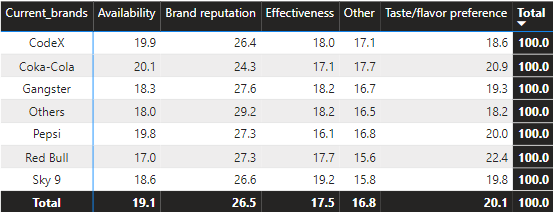 Current_brands Availability Brand reputation Effectiveness Other Taste/flavor preference Total
CodeX 19.9 26.4 18.0 17.1 18.6 100.0
Coka-Cola 20.1 24.3 17.1 17.7 20.9 100.0
Gangster 18.3 27.6 18.2 16.7 19.3 100.0
Others 18.0 29.2 18.2 16.5 18.2 100.0
Pepsi 19.8 27.3 16.1 16.8 20.0 100.0
Red Bull 17.0 27.3 17.7 15.6 22.4 100.0
Sky 9 18.6 26.6 19.2 15.8 19.8 100.0
Total 19.1 26.5 17.5 16.8 20.1 100.0